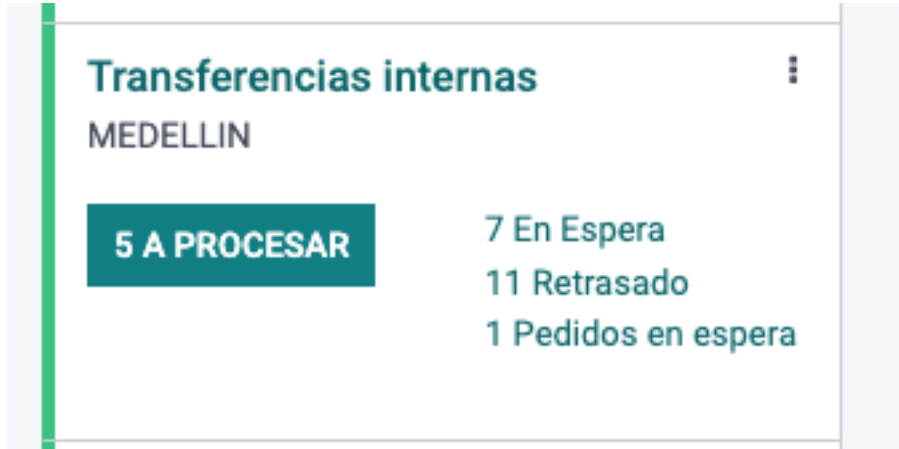 Transferencias internas
MEDELLIN
5 A PROCESAR
7 En Espera
11 Retrasado
1 Pedidos en espera